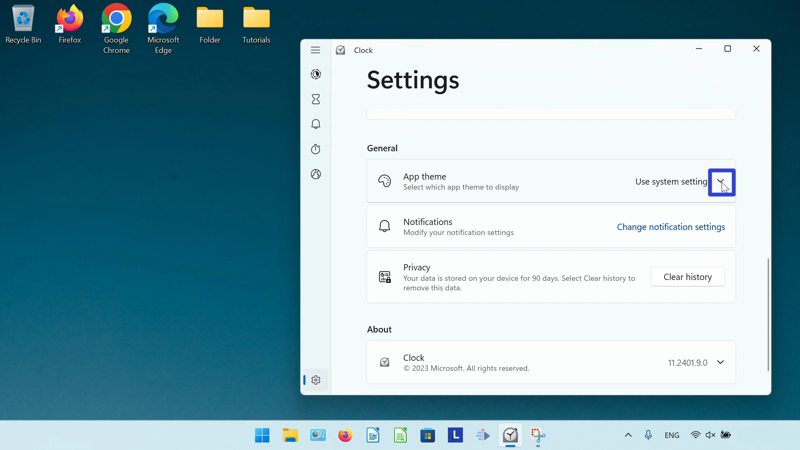 Recycle Bin
Firefox
Google
Chrome
Microsoft
Edge
Folder
Tutorials
Clock
Settings
General
App theme
Select which app theme to display
Use system setting
Notifications
Modify your notification settings
Change notification settings
Privacy
Your data is stored on your device for 90 days. Select Clear history to
remove this data.
Clear history
About
Clock
© 2023 Microsoft. All rights reserved.
11.2401.9.0
L
ENG